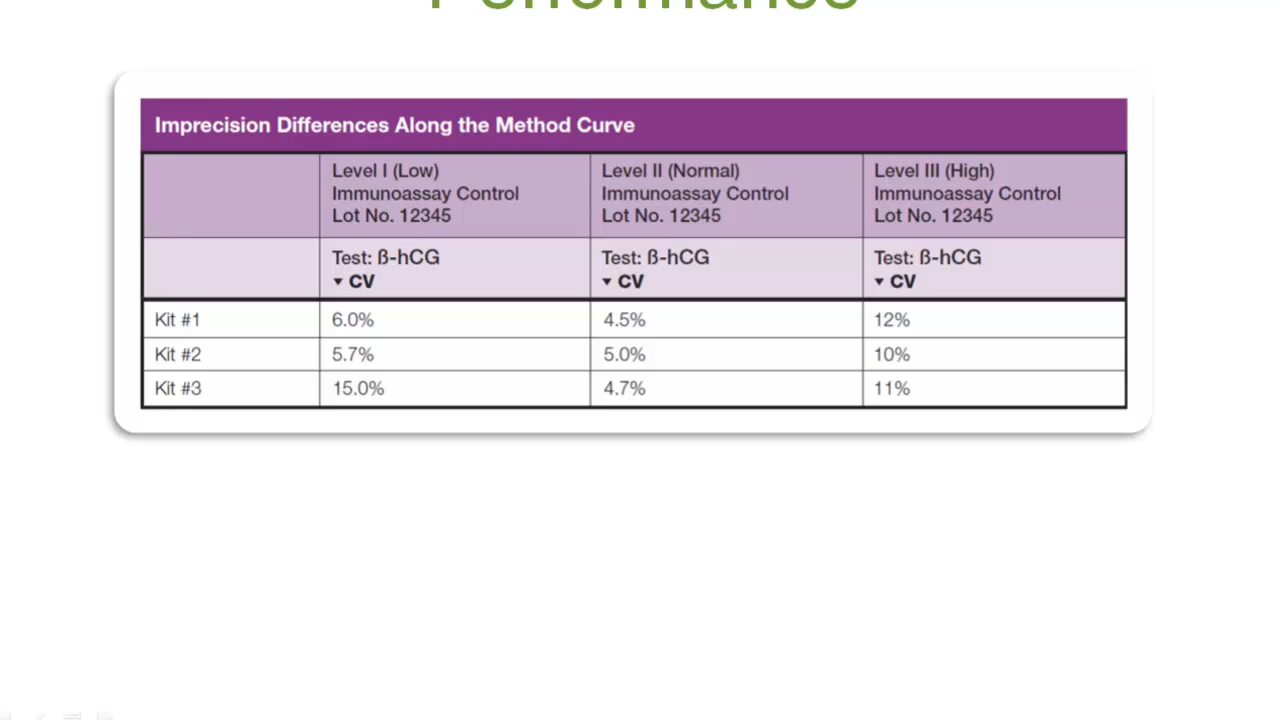 Performance
Imprecision Differences Along the Method Curve
Level I (Low)
Immunoassay Control
Lot No. 12345
Level II (Normal)
Immunoassay Control
Lot No. 12345
Level III (High)
Immunoassay Control
Lot No. 12345
Test: ß-hCG
▼ CV
Test: ß-hCG
▼ CV
Test: ß-hCG
▼ CV
Kit #1 6.0% 4.5% 12%
Kit #2 5.7% 5.0% 10%
Kit #3 15.0% 4.7% 11%